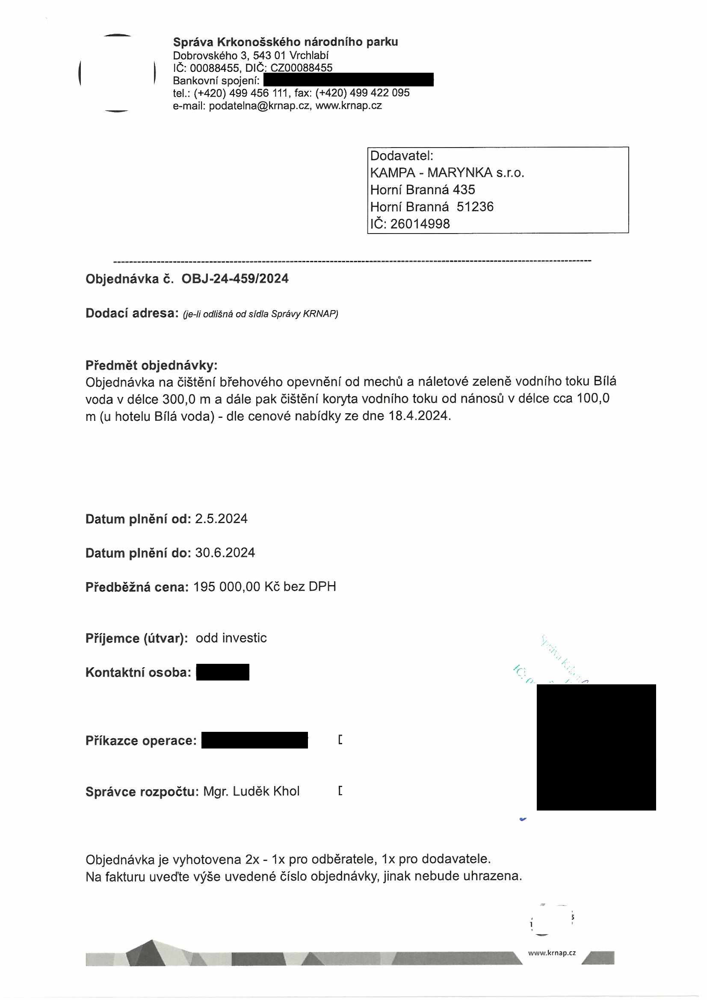 Správa Krkonošského národního parku
Dobrovského 3, 543 01 Vrchlabí
IČ: 00088455, DIČ: CZ00088455
Bankovní spojení:
tel.: (+420) 499 456 111, fax: (+420) 499 422 095
e-mail: podatelna@krnap.cz, www.krnap.cz
Dodavatel:
KAMPA - MARYNKA s.r.o.
Horní Branná 435
Horní Branná 51236
IČ: 26014998
Objednávka č. OBJ-24-459/2024
Dodací adresa: (je-li odlišná od sídla Správy KRNAP)
Předmět objednávky:
Objednávka na čištění břehového opevnění od mechů a náletové zeleně vodního toku Bílá
voda v délce 300,0 m a dále pak čištění koryta vodního toku od nánosů v délce cca 100,0
m (u hotelu Bílá voda) - dle cenové nabídky ze dne 18.4.2024.
Datum plnění od: 2.5.2024
Datum plnění do: 30.6.2024
Předběžná cena: 195 000,00 Kč bez DPH
Příjemce (útvar): odd investic
Správa
IČ:
Kontaktní osoba:
Příkazce operace:
Správce rozpočtu: Mgr. Luděk Khol
Objednávka je vyhotovena 2x - 1x pro odběratele, 1x pro dodavatele.
Na fakturu uveďte výše uvedené číslo objednávky, jinak nebude uhrazena.
www.krnap.cz